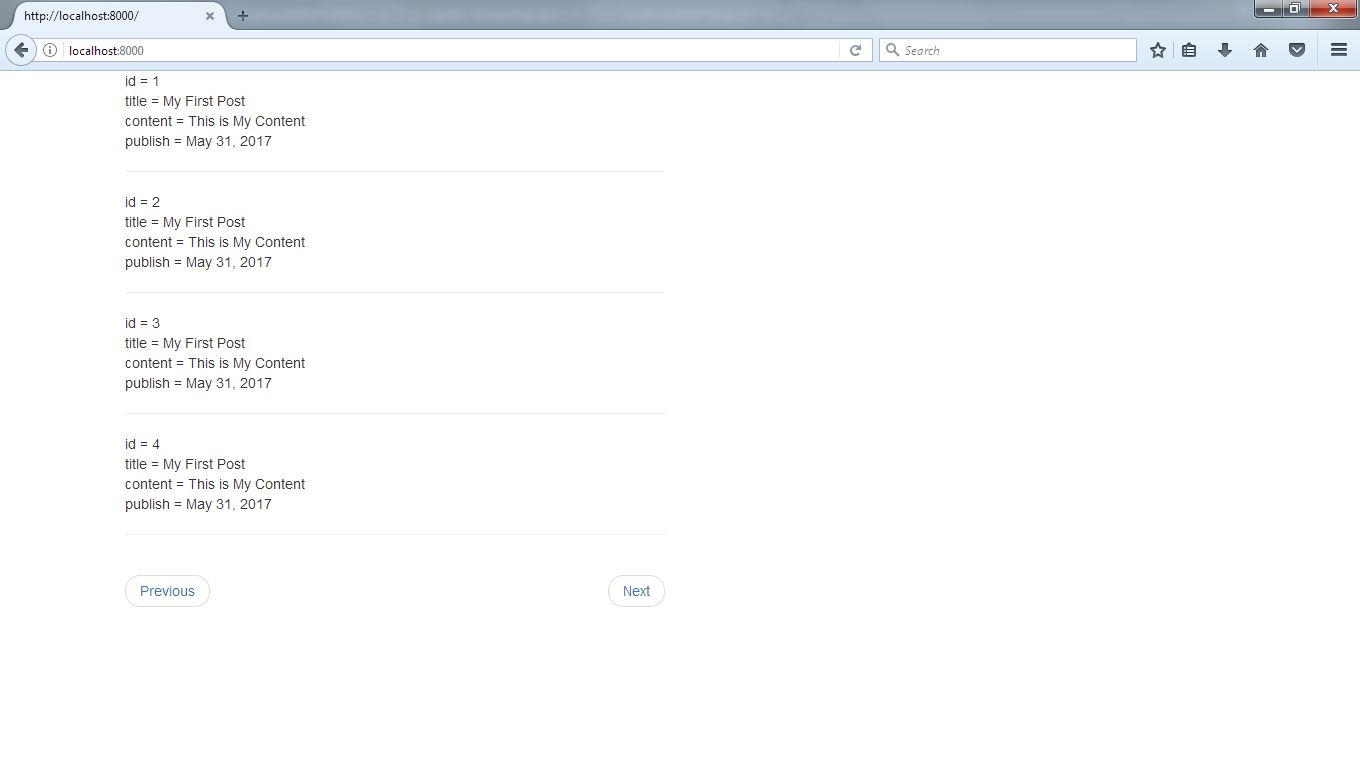 http://localhost:8000/
localhost:8000
Search
id = 1
title = My First Post
content = This is My Content
publish = May 31, 2017
id = 2
title = My First Post
content = This is My Content
publish = May 31, 2017
id = 3
title = My First Post
content = This is My Content
publish = May 31, 2017
id = 4
title = My First Post
content = This is My Content
publish = May 31, 2017
Previous
Next